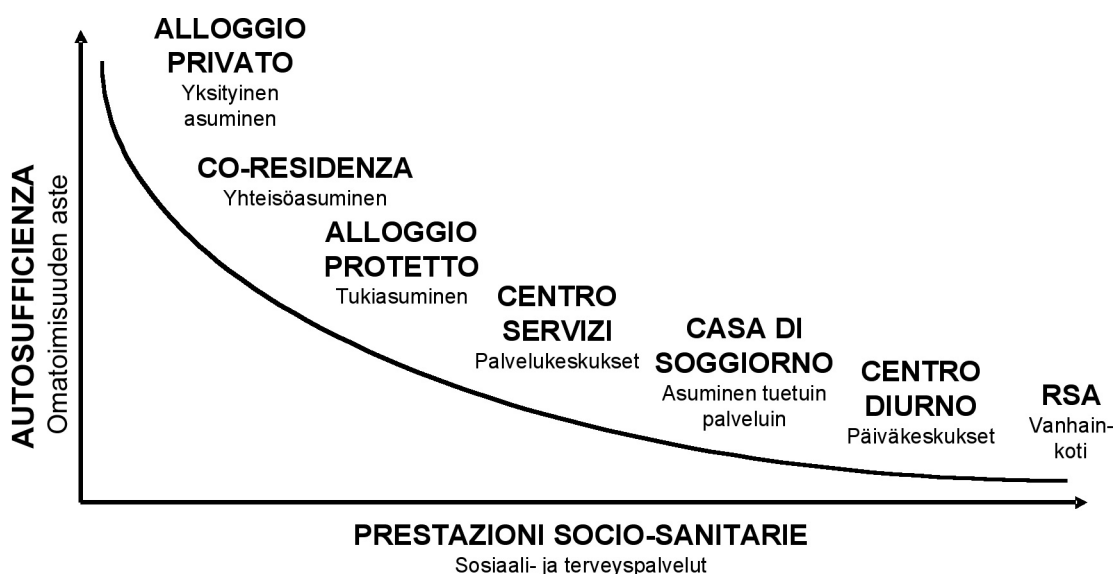 ALLOGGIO
PRIVATO
Yksityinen
asuminen
CO-RESIDENZA
Yhteisöasuminen
ALLOGGIO
PROTETTO
Tukiasuminen
CENTRO
SERVIZI
Palvelukeskukset
CASA DI
SOGGIORNO
Asuminen tuetuin
palveluin
CENTRO
DIURNO
Päiväkeskukset
RSA
Vanhain-
koti
AUTOSUFFICIENZA
Omatoimisuuden aste
PRESTAZIONI SOCIO-SANITARIE
Sosiaali- ja terveyspalvelut